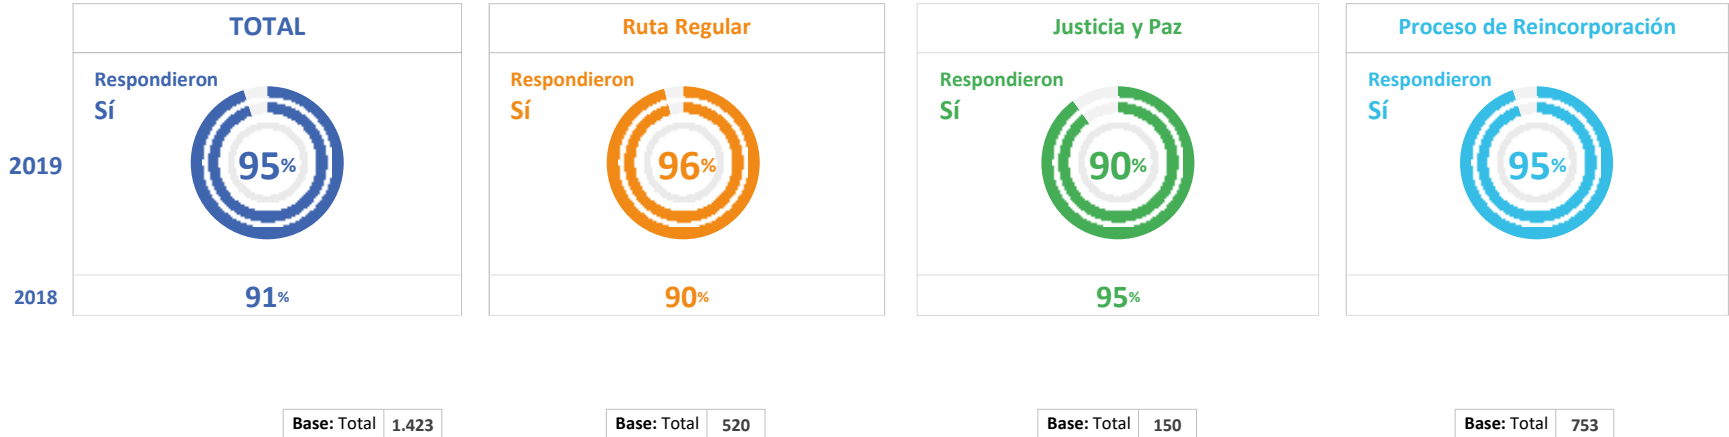 TOTAL
Ruta Regular
Justicia y Paz
Proceso de Reincorporación
Respondieron
Sí
Respondieron
Sí
Respondieron
Sí
Respondieron
Sí
2019
95%
96%
90%
95%
2018
91%
90%
95%
Base: Total 1.423
Base: Total 520
Base: Total 150
Base: Total 753